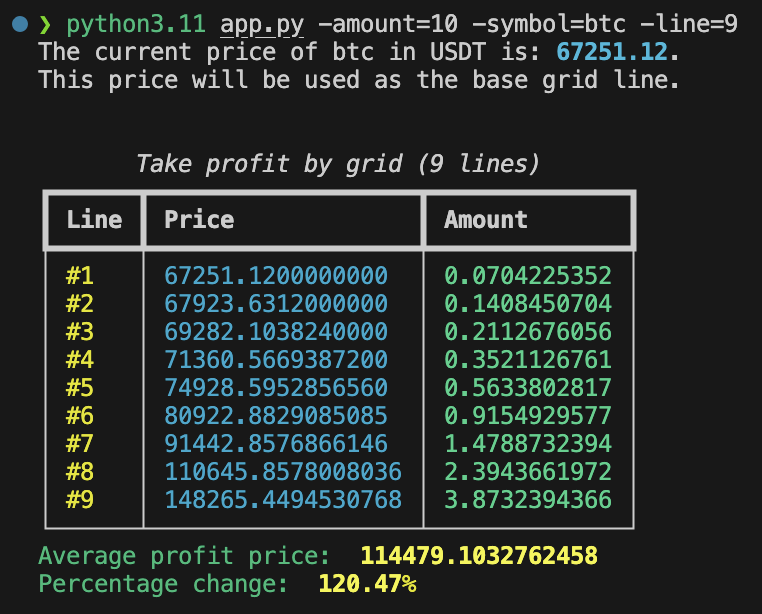 ❯ python3.11 app.py -amount=10 -symbol=btc -line=9
The current price of btc in USDT is: 67251.12.
This price will be used as the base grid line.
Take profit by grid (9 lines)
Line Price Amount
#1 67251.1200000000 0.0704225352
#2 67923.6312000000 0.1408450704
#3 69282.1038240000 0.2112676056
#4 71360.5669387200 0.3521126761
#5 74928.5952856560 0.5633802817
#6 80922.8829085085 0.9154929577
#7 91442.8576866146 1.4788732394
#8 110645.8578008036 2.3943661972
#9 148265.4494530768 3.8732394366
Average profit price: 114479.1032762458
Percentage change: 120.47%